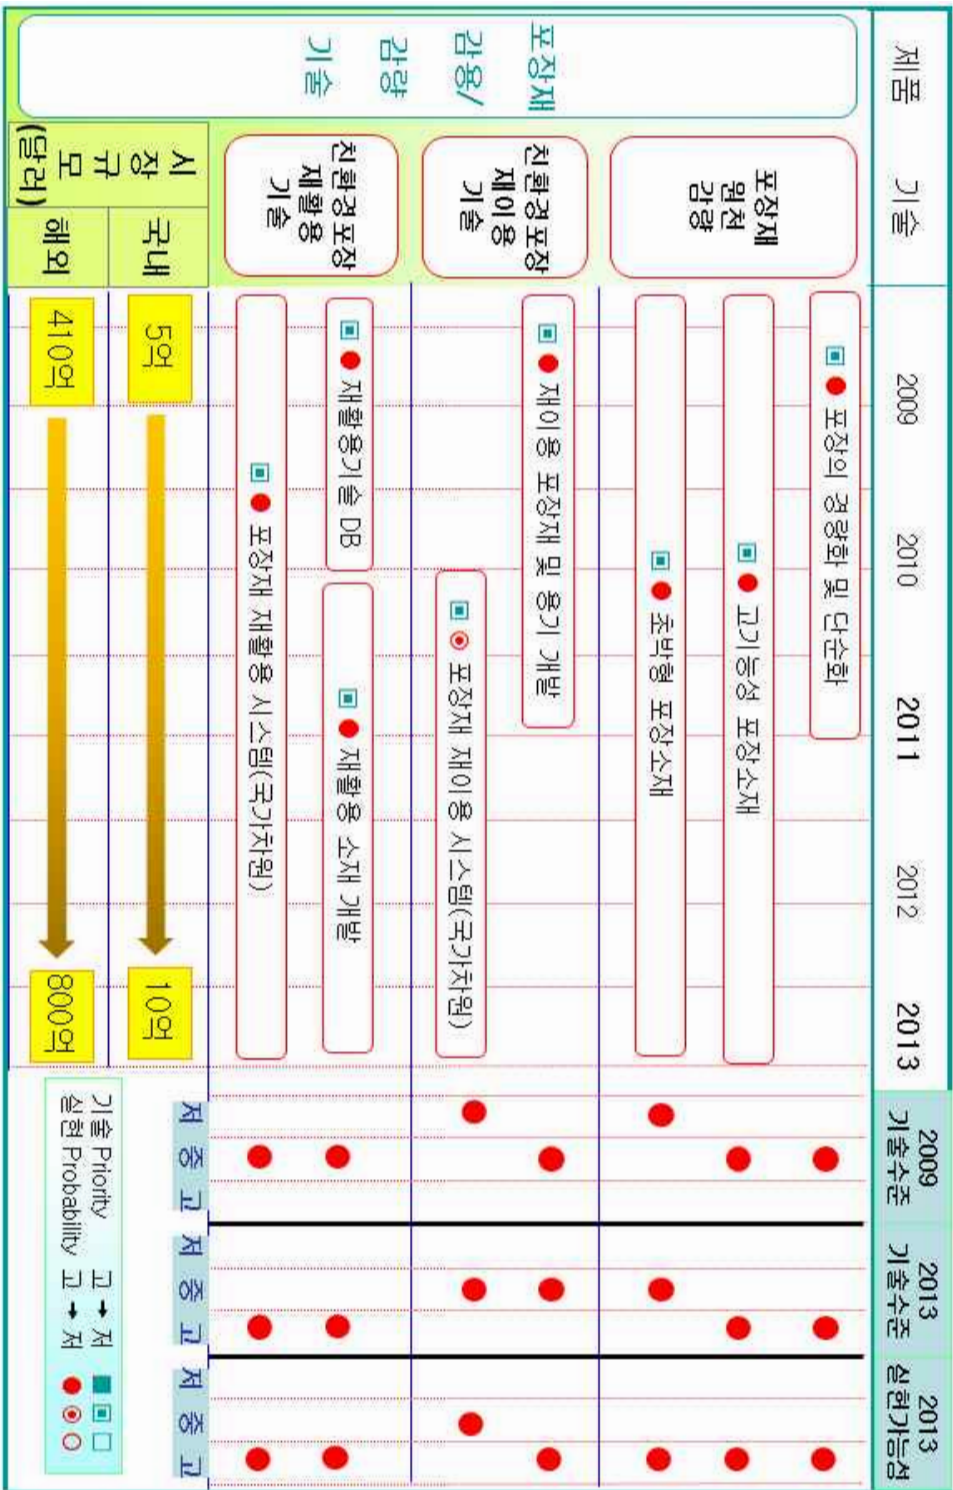 제품
기술
2009
2010
2011
2012
2013
2009
기술수준
2013
기술수준
2013
실현가능성
포장재
감용/
감량
기술
포장재
원천
감량
포장의 경량화 및 단순화
고기능성 포장소재
초박형 포장소재
친환경포장
재이용
기술
재이용 포장재 및 용기 개발
포장재 재이용 시스템(국가차원)
친환경포장
재활용
기술
재활용기술 DB
재활용 소재 개발
포장재 재활용 시스템(국가차원)
시
장
규
모
(달러)
국내
5억
10억
해외
410억
800억
저 중 고
저 중 고
저 중 고
기술 Priority 고 → 저
실현 Probability 고 → 저